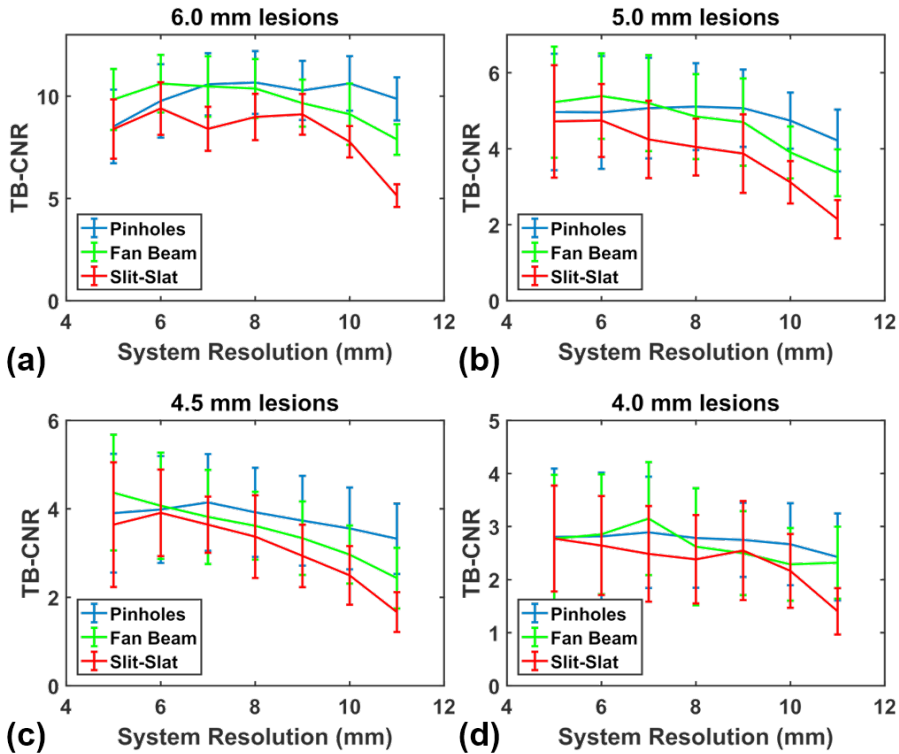 6.0 mm lesions
TB-CNR
10
5
0
4 6 8 10 12
System Resolution (mm)
Pinholes
Fan Beam
Slit-Slat
(a)
5.0 mm lesions
TB-CNR
6
4
2
0
4 6 8 10 12
System Resolution (mm)
Pinholes
Fan Beam
Slit-Slat
(b)
4.5 mm lesions
TB-CNR
6
4
2
0
4 6 8 10 12
System Resolution (mm)
Pinholes
Fan Beam
Slit-Slat
(c)
4.0 mm lesions
TB-CNR
5
4
3
2
1
0
4 6 8 10 12
System Resolution (mm)
Pinholes
Fan Beam
Slit-Slat
(d)